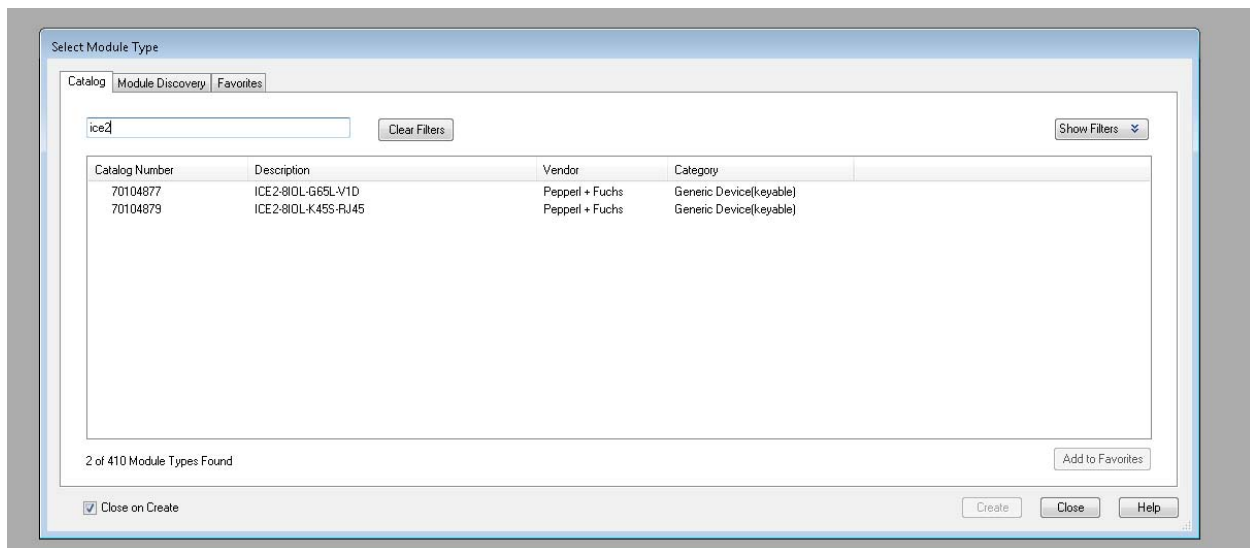 Select Module Type
Catalog Module Discovery Favorites
ice2 Clear Filters Show Filters
Catalog Number Description Vendor Category
70104877 ICE2-8IOL-G65L-V1D Pepperl + Fuchs Generic Device(keyable)
70104879 ICE2-8IOL-K45S-RJ45 Pepperl + Fuchs Generic Device(keyable)
2 of 410 Module Types Found Add to Favorites
Close on Create Create Close Help